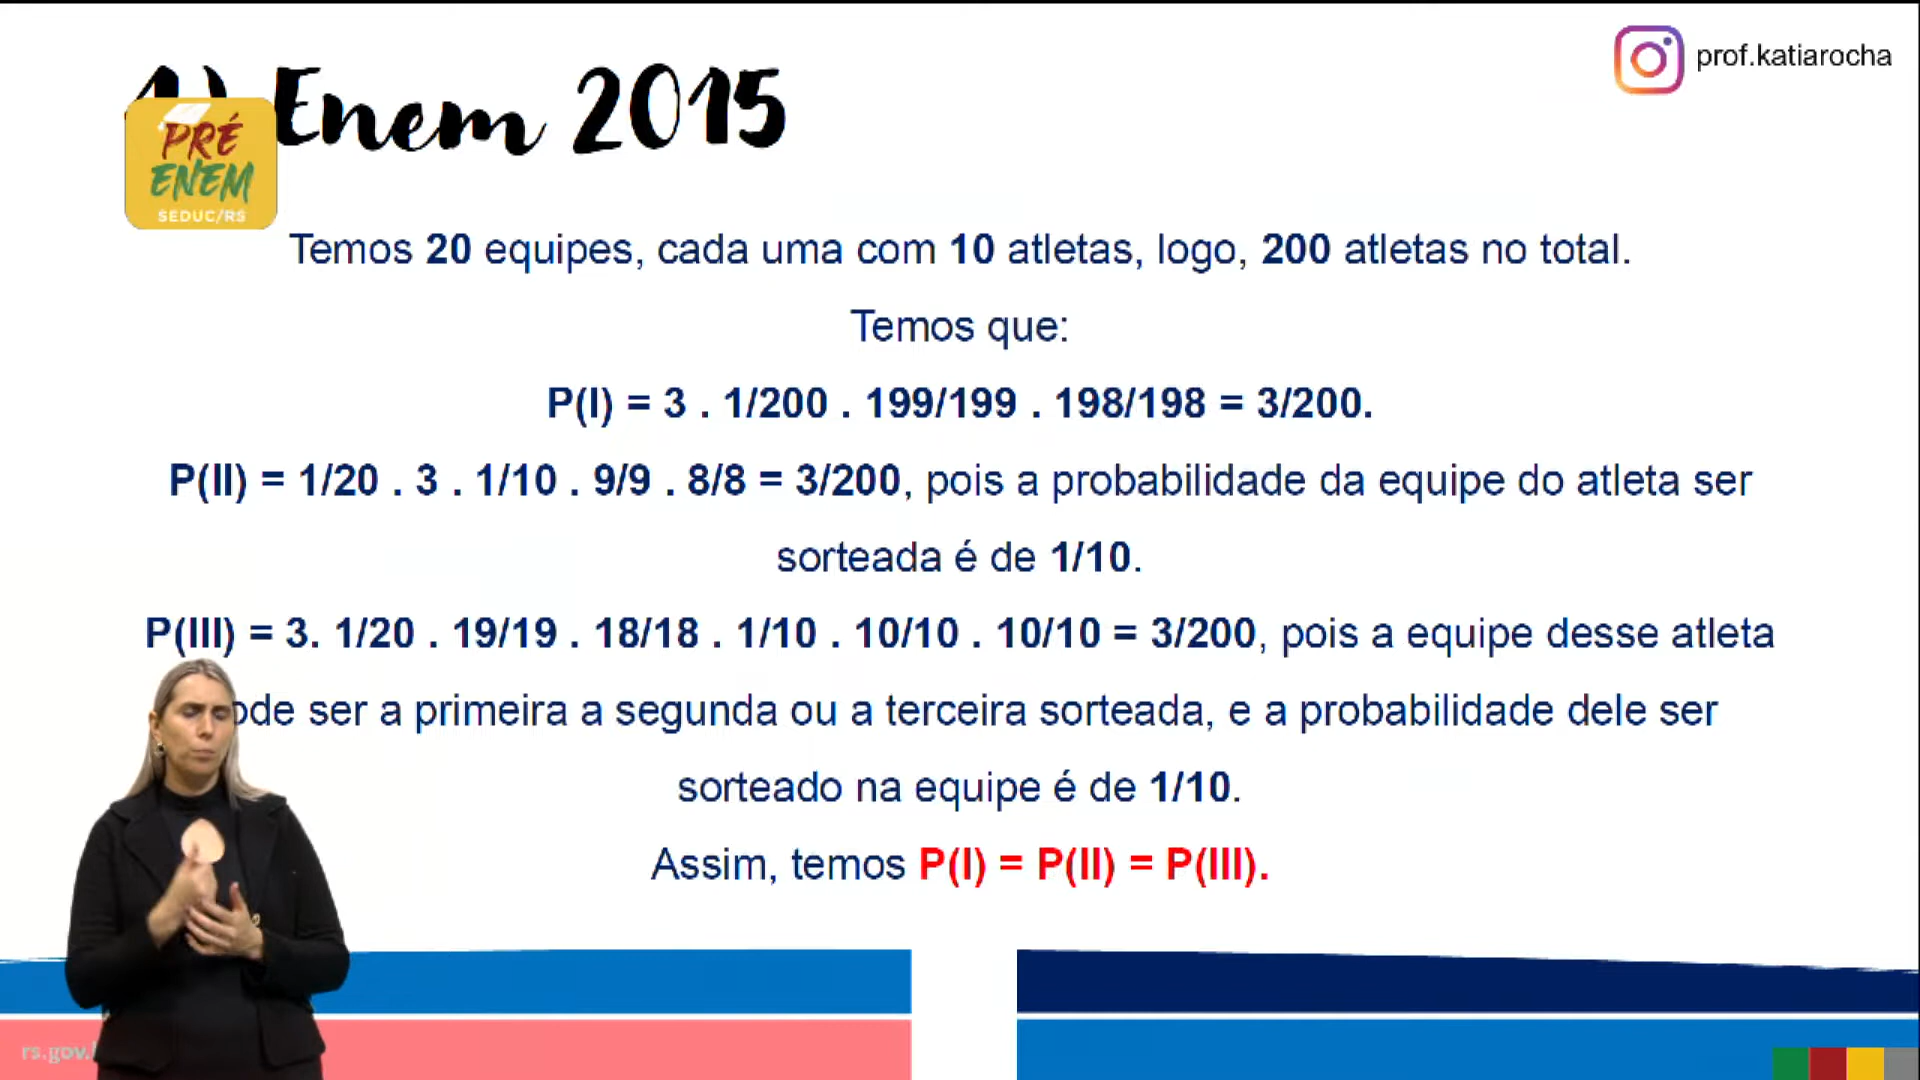 prof.katiarocha
Enem 2015
PRÉ
ENEM
SEDUC/RS
Temos 20 equipes, cada uma com 10 atletas, logo, 200 atletas no total.
Temos que:
P(I) = 3 . 1/200 . 199/199 . 198/198 = 3/200.
P(II) = 1/20 . 3 . 1/10 . 9/9 . 8/8 = 3/200, pois a probabilidade da equipe do atleta ser
sorteada é de 1/10.
P(III) = 3. 1/20 . 19/19 . 18/18 . 1/10 . 10/10 . 10/10 = 3/200, pois a equipe desse atleta
ser a primeira a segunda ou a terceira sorteada, e a probabilidade dele ser
sorteado na equipe é de 1/10.
Assim, temos P(I) = P(II) = P(III).
rs.gov.